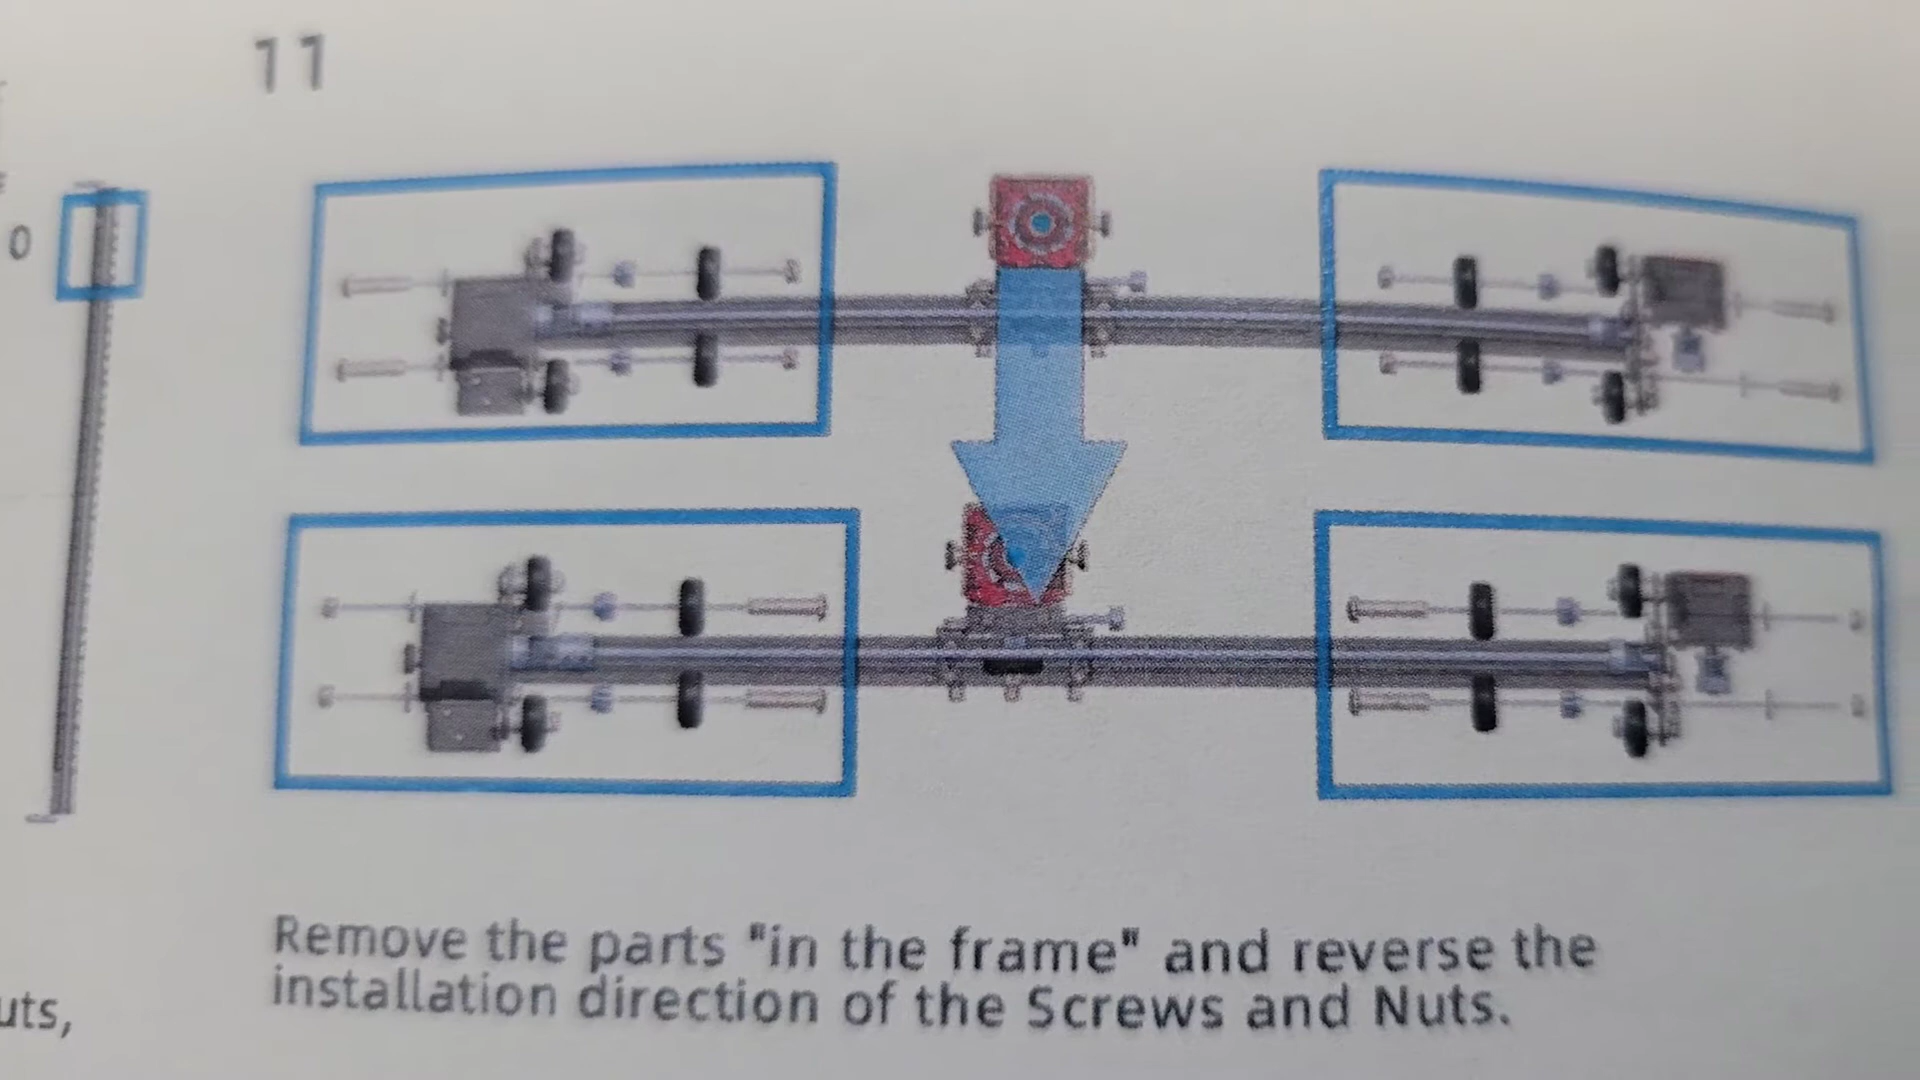 11
0
Remove the parts "in the frame" and reverse the
installation direction of the Screws and Nuts.
uts,